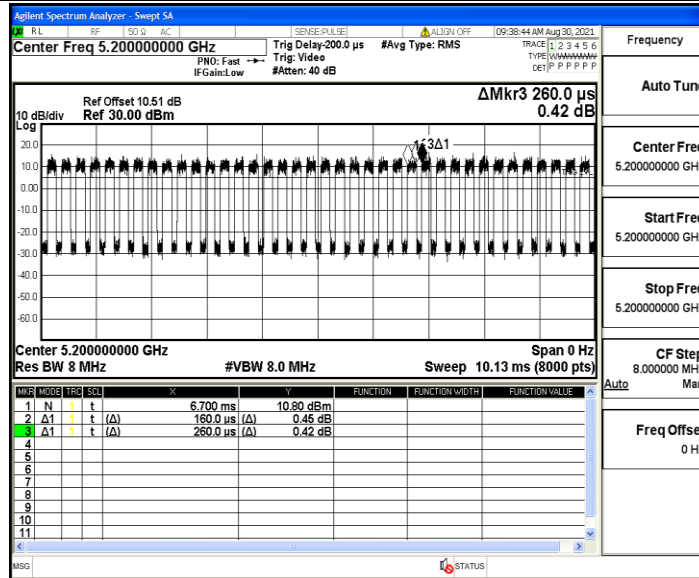 Agilent Spectrum Analyzer - Swept SA
RL RF 50 Ω AC SENSE:PULSE ALIGN OFF 09:38:44 AM Aug 30, 2021
Center Freq 5.200000000 GHz
PNO: Fast
IFGain:Low
Trig Delay-200.0 µs
Trig: Video
#Atten: 40 dB
#Avg Type: RMS
TRACE 1 2 3 4 5 6
TYPE WWWWWW
DET P P P P P P
Ref Offset 10.51 dB
10 dB/div Ref 30.00 dBm
ΔMkr3 260.0 µs
0.42 dB
Log
20.0
10.0
0.00
-10.0
-20.0
-30.0
-40.0
-50.0
-60.0
3Δ1
Center 5.200000000 GHz Span 0 Hz
Res BW 8 MHz #VBW 8.0 MHz Sweep 10.13 ms (8000 pts)
MKR MODE TRC SCL X Y FUNCTION FUNCTION WIDTH FUNCTION VALUE
1 N 1 t 6.700 ms 10.80 dBm
2 Δ1 1 t (Δ) 160.0 µs (Δ) 0.45 dB
3 Δ1 1 t (Δ) 260.0 µs (Δ) 0.42 dB
4
5
6
7
8
9
10
11
MSG STATUS
Frequency
Auto Tun
Center Fre
5.200000000 GH
Start Fre
5.200000000 GH
Stop Fre
5.200000000 GH
CF Ste
8.000000 MH
Auto Ma
Freq Offse
0 H